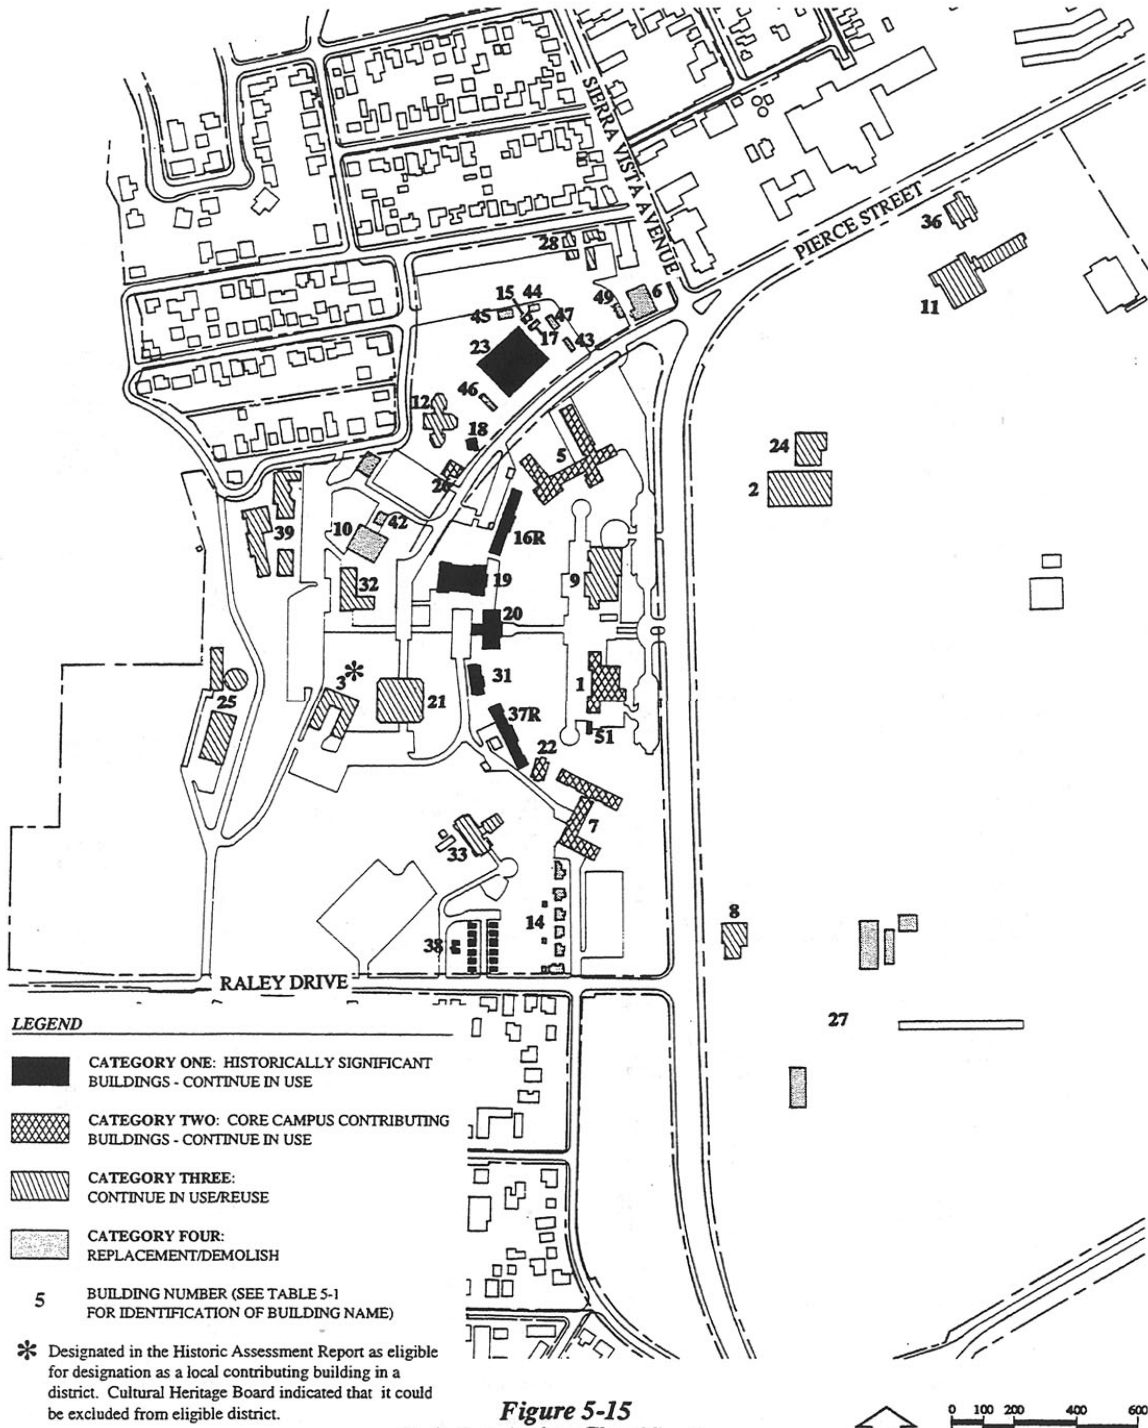 SIERRA VISTA AVENUE
PIERCE STREET
36
28
11
6
49
15
44
45
47
17
23
43
46
12
18
24
5
26
2
39
10
42
16R
19
9
32
20
3*
31
1
21
25
37R
51
22
7
33
14
8
38
RALEY DRIVE
27
LEGEND
CATEGORY ONE: HISTORICALLY SIGNIFICANT
BUILDINGS - CONTINUE IN USE
CATEGORY TWO: CORE CAMPUS CONTRIBUTING
BUILDINGS - CONTINUE IN USE
CATEGORY THREE:
CONTINUE IN USE/REUSE
CATEGORY FOUR:
REPLACEMENT/DEMOLISH
5 BUILDING NUMBER (SEE TABLE 5-1
FOR IDENTIFICATION OF BUILDING NAME)
* Designated in the Historic Assessment Report as eligible
for designation as a local contributing building in a
district. Cultural Heritage Board indicated that it could
be excluded from eligible district.
Figure 5-15
0 100 200 400 600